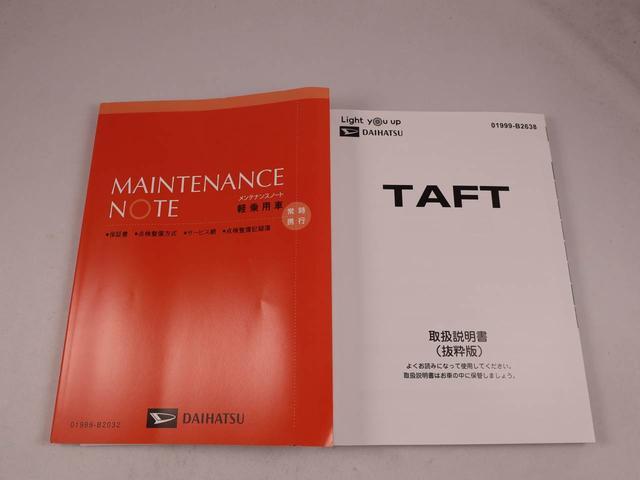 MAINTENANCE
NOTE
メンテナンスノート
軽乗用車
常時
携行
●保証書 ●点検整備方式 ●サービス網 ●点検整備記録簿
01999-B2032
DAIHATSU
Light you up
DAIHATSU
01999-B2638
TAFT
取扱説明書
（抜粋版）
よくお読みになって使用してください。
取扱説明書はお車の中に保管しましょう。